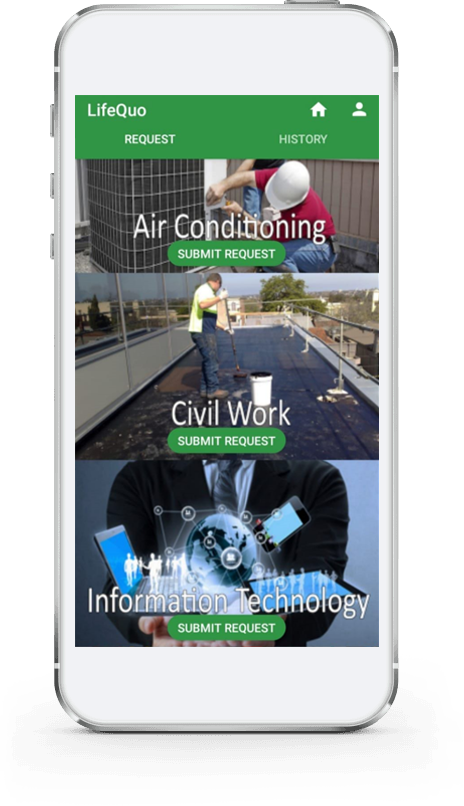 LifeQuo
REQUEST HISTORY
Air Conditioning
SUBMIT REQUEST
Civil Work
SUBMIT REQUEST
Information Technology
SUBMIT REQUEST